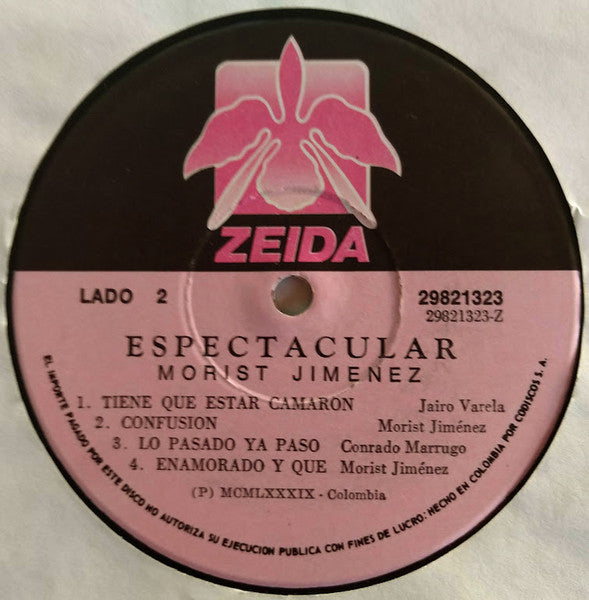 ZEIDA
LADO 2
29821323
29821323-Z
ESPECTACULAR
MORIST JIMENEZ
1. TIENE QUE ESTAR CAMARON Jairo Varela
2. CONFUSION Morist Jiménez
3. LO PASADO YA PASO Conrado Marrugo
4. ENAMORADO Y QUE Morist Jiménez
(P) MCMLXXXIX - Colombia
EL IMPORTE PAGADO POR ESTE DISCO NO AUTORIZA SU EJECUCION PUBLICA CON FINES DE LUCRO: HECHO EN COLOMBIA POR CODISCOS S. A.